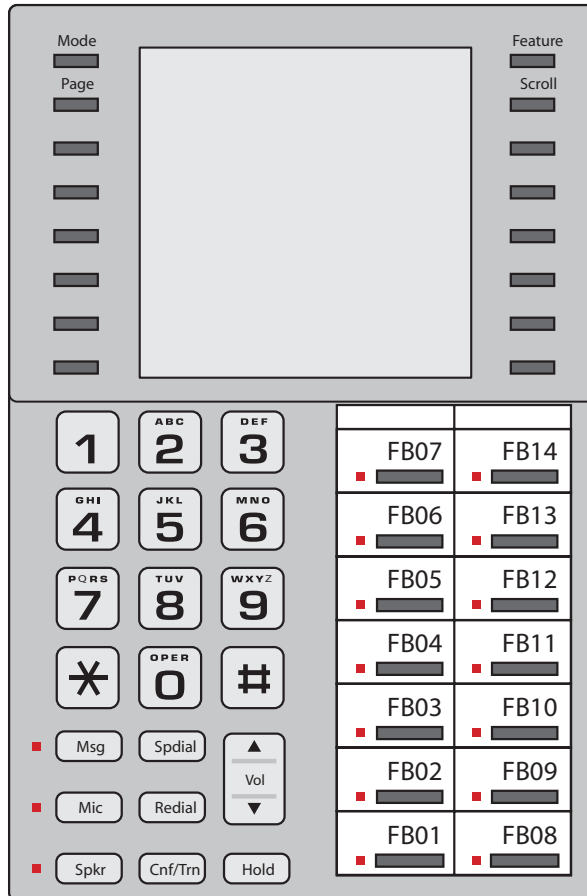 Mode
Feature
Page
Scroll
1
ABC
2
DEF
3
GHI
4
JKL
5
MNO
6
PQRS
7
TUV
8
WXYZ
9
*
OPER
0
#
Msg
Spdial
▲
Vol
▼
Mic
Redial
Spkr
Cnf/Trn
Hold
FB07
FB14
FB06
FB13
FB05
FB12
FB04
FB11
FB03
FB10
FB02
FB09
FB01
FB08